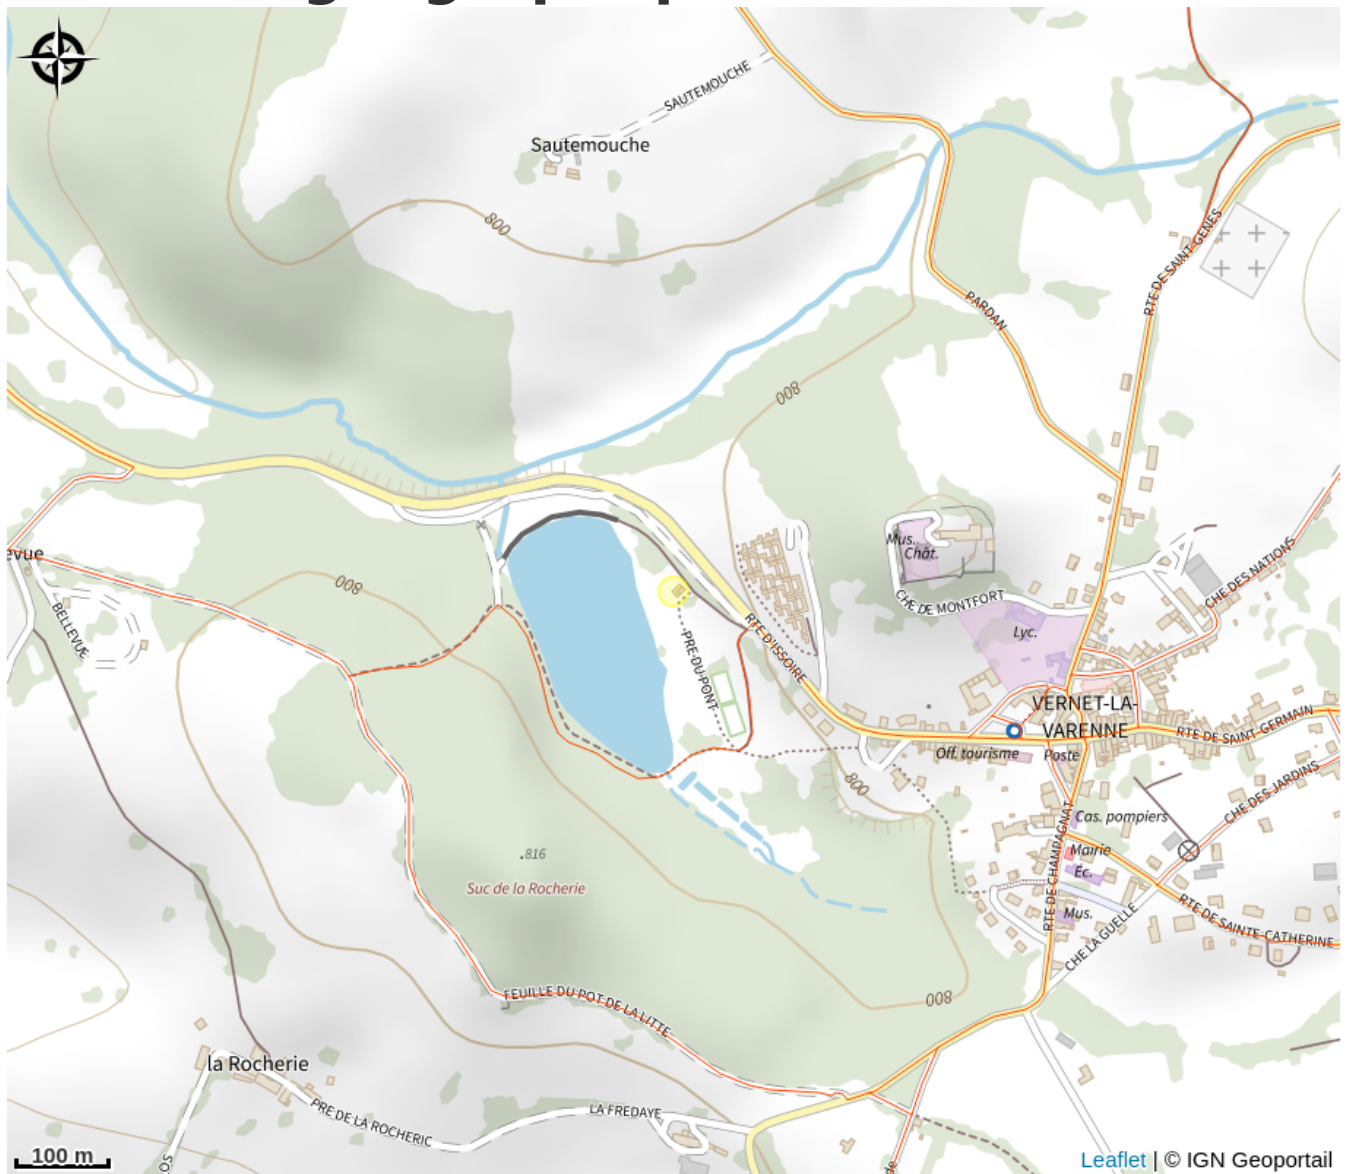 SAUTEMOUCHE
Sautemouche
800
RTE DE SAINT-GENES
PARDAN
800
Mus.
Chât.
CHE DES NATIONS
evue
800
CHE DE MONTFORT
BELLEVUE
Lyc.
RTE D'ISSOIRE
PRE-DU-PONT
VERNET-LA-
VARENNE
RTE DE SAINT-GERMAIN
Off. tourisme
Poste
800
CHE DES JARDINS
Cas. pompiers
.816
Mairie
Suc de la Rocherie
Éc.
RTE DE CHAMPAGNAT
Mus.
RTE DE SAINTE-CATHERINE
CHE LA GUELLE
800
FEUILLE DU POT DE LA LITTE
la Rocherie
PRE DE LA ROCHERIC
LA FREDAYE
100 m
Leaflet | © IGN Geoportail